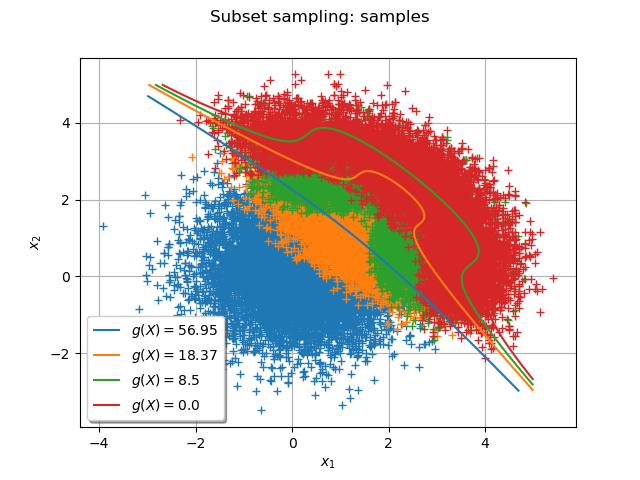 Subset sampling: samples
x₂
4
2
0
−2
g(X) = 56.95
g(X) = 18.37
g(X) = 8.5
g(X) = 0.0
−4 −2 0 2 4
x₁